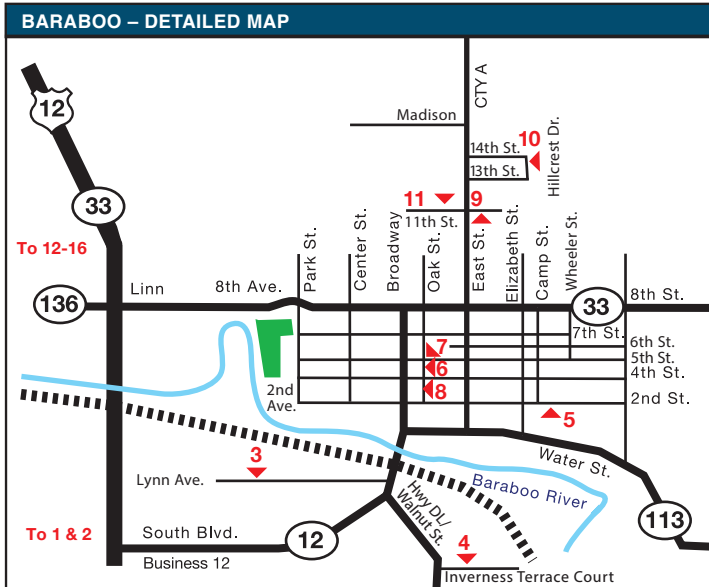 BARABOO – DETAILED MAP
12
CTY A
Madison
14th St.
10
13th St.
Hillcrest Dr.
33
11
9
11th St.
To 12-16
Park St.
Center St.
Broadway
Oak St.
East St.
Elizabeth St.
Camp St.
Wheeler St.
136
Linn
8th Ave.
33
8th St.
7th St.
7
6th St.
5th St.
6
4th St.
2nd
Ave.
8
2nd St.
5
Water St.
3
Lynn Ave.
Baraboo River
Hwy DL/
Walnut St.
113
To 1 & 2
South Blvd.
12
Business 12
4
Inverness Terrace Court